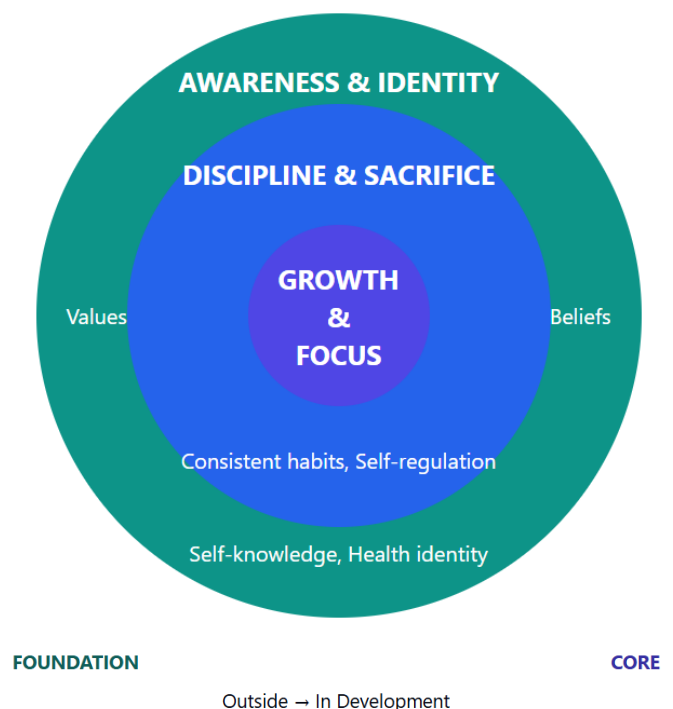 AWARENESS & IDENTITY
DISCIPLINE & SACRIFICE
GROWTH
&
FOCUS
Values
Beliefs
Consistent habits, Self-regulation
Self-knowledge, Health identity
FOUNDATION
CORE
Outside → In Development